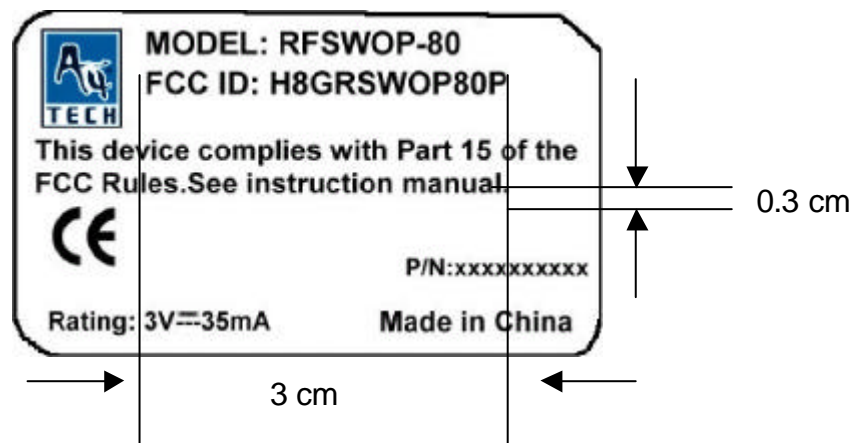 A4
TECH
MODEL: RFSWOP-80
FCC ID: H8GRSWOP80P
This device complies with Part 15 of the
FCC Rules.See instruction manual.
0.3 cm
CE
P/N:xxxxxxxxxx
Rating: 3V⎓35mA
Made in China
3 cm